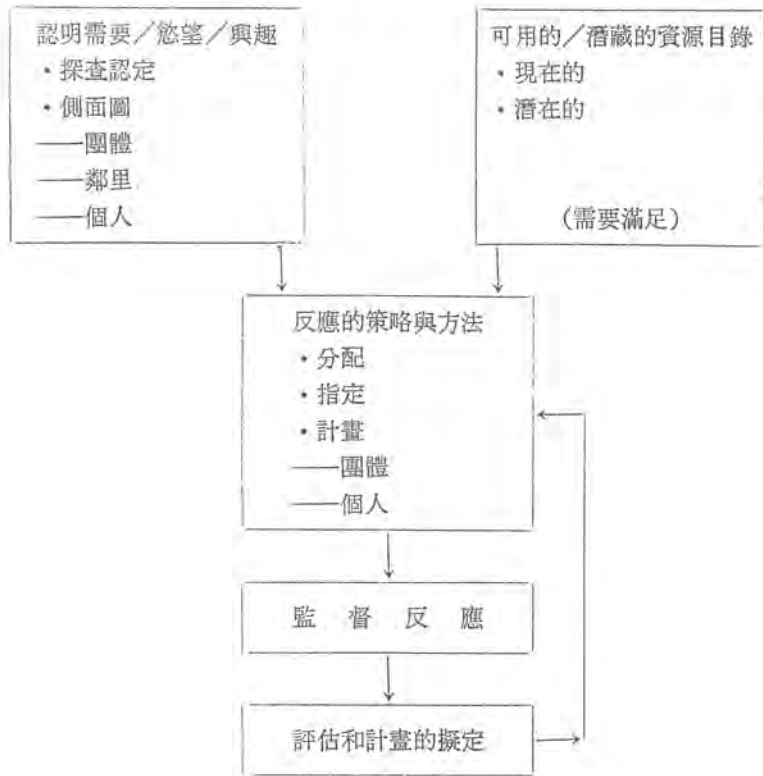 認明需要／慾望／興趣
・探查認定
・側面圖
——團體
——鄰里
——個人
可用的／潛藏的資源目錄
・現在的
・潛在的
（需要滿足）
反應的策略與方法
・分配
・指定
・計畫
——團體
——個人
監督反應
評估和計畫的擬定